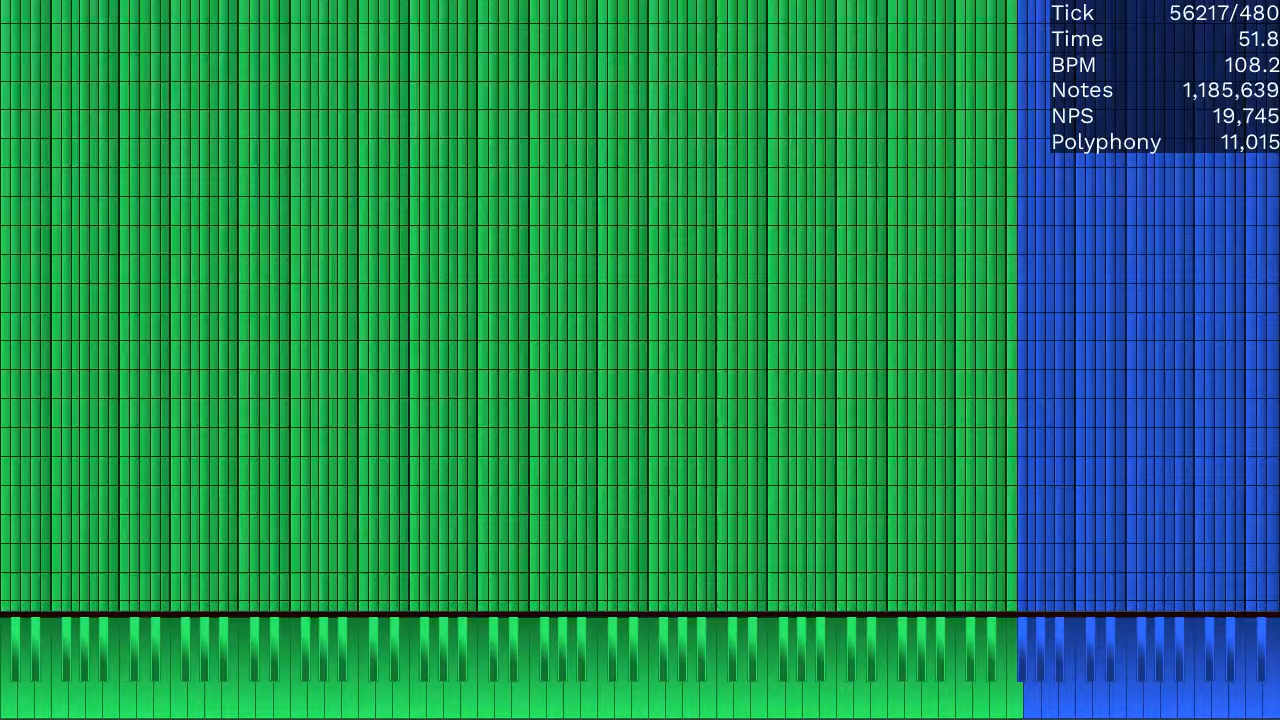 Tick 56217/480
Time 51.8
BPM 108.2
Notes 1,185,639
NPS 19,745
Polyphony 11,015